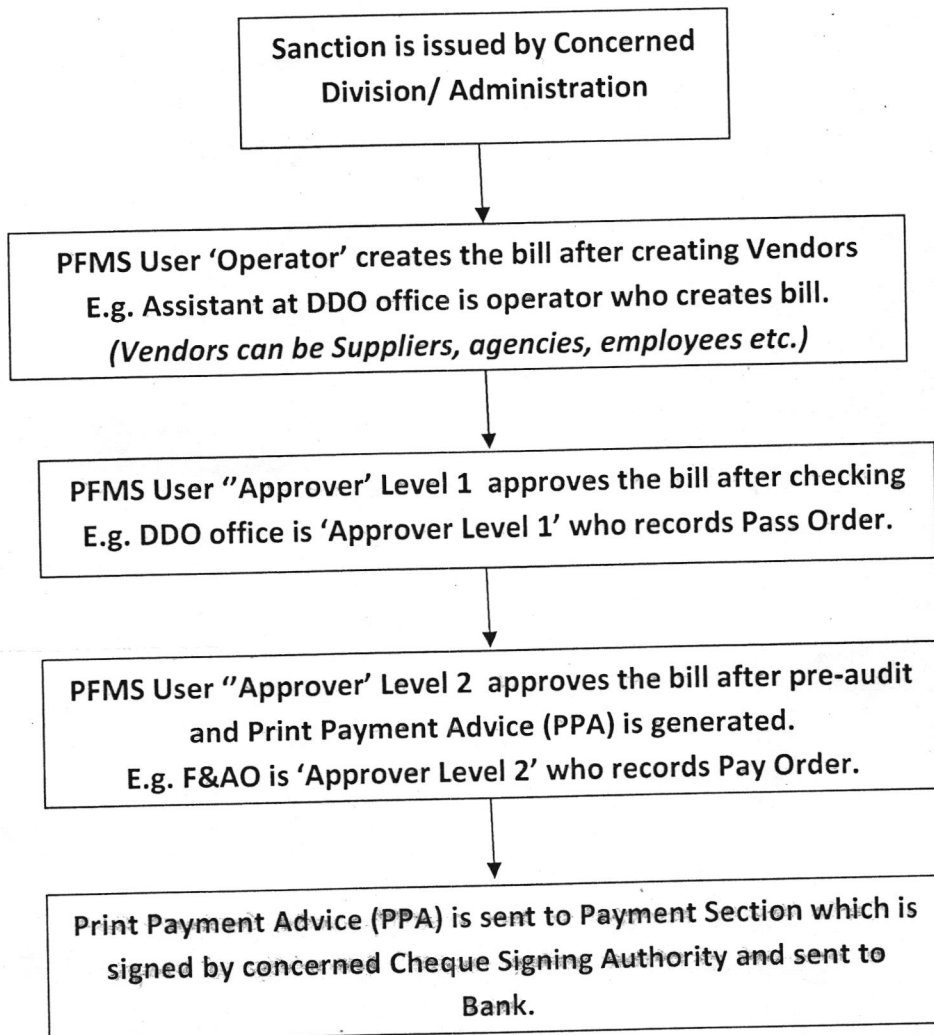 Sanction is issued by Concerned
Division/ Administration
PFMS User ‘Operator’ creates the bill after creating Vendors
E.g. Assistant at DDO office is operator who creates bill.
(Vendors can be Suppliers, agencies, employees etc.)
PFMS User ‘’Approver’ Level 1 approves the bill after checking
E.g. DDO office is ‘Approver Level 1’ who records Pass Order.
PFMS User ‘’Approver’ Level 2 approves the bill after pre-audit
and Print Payment Advice (PPA) is generated.
E.g. F&AO is ‘Approver Level 2’ who records Pay Order.
Print Payment Advice (PPA) is sent to Payment Section which is
signed by concerned Cheque Signing Authority and sent to
Bank.